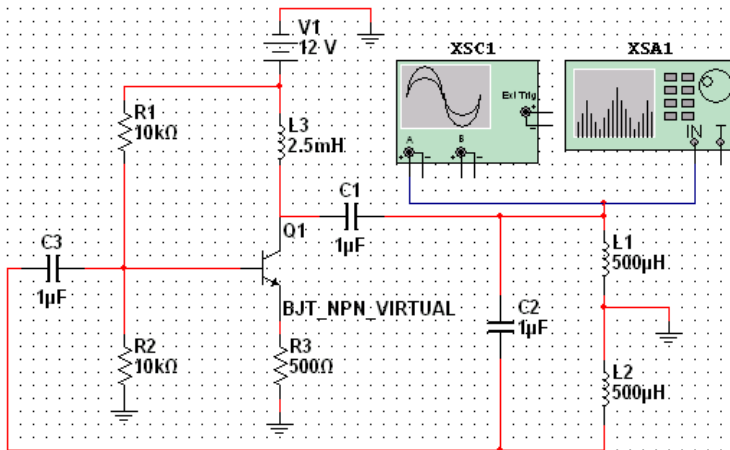 V1
12 V
XSC1
XSA1
Ext Trig
+
-
A
B
+
-
+
-
IN
T
R1
10kΩ
L3
2.5mH
C1
1µF
Q1
BJT_NPN_VIRTUAL
C3
1µF
L1
500µH
C2
1µF
R2
10kΩ
R3
500Ω
L2
500µH